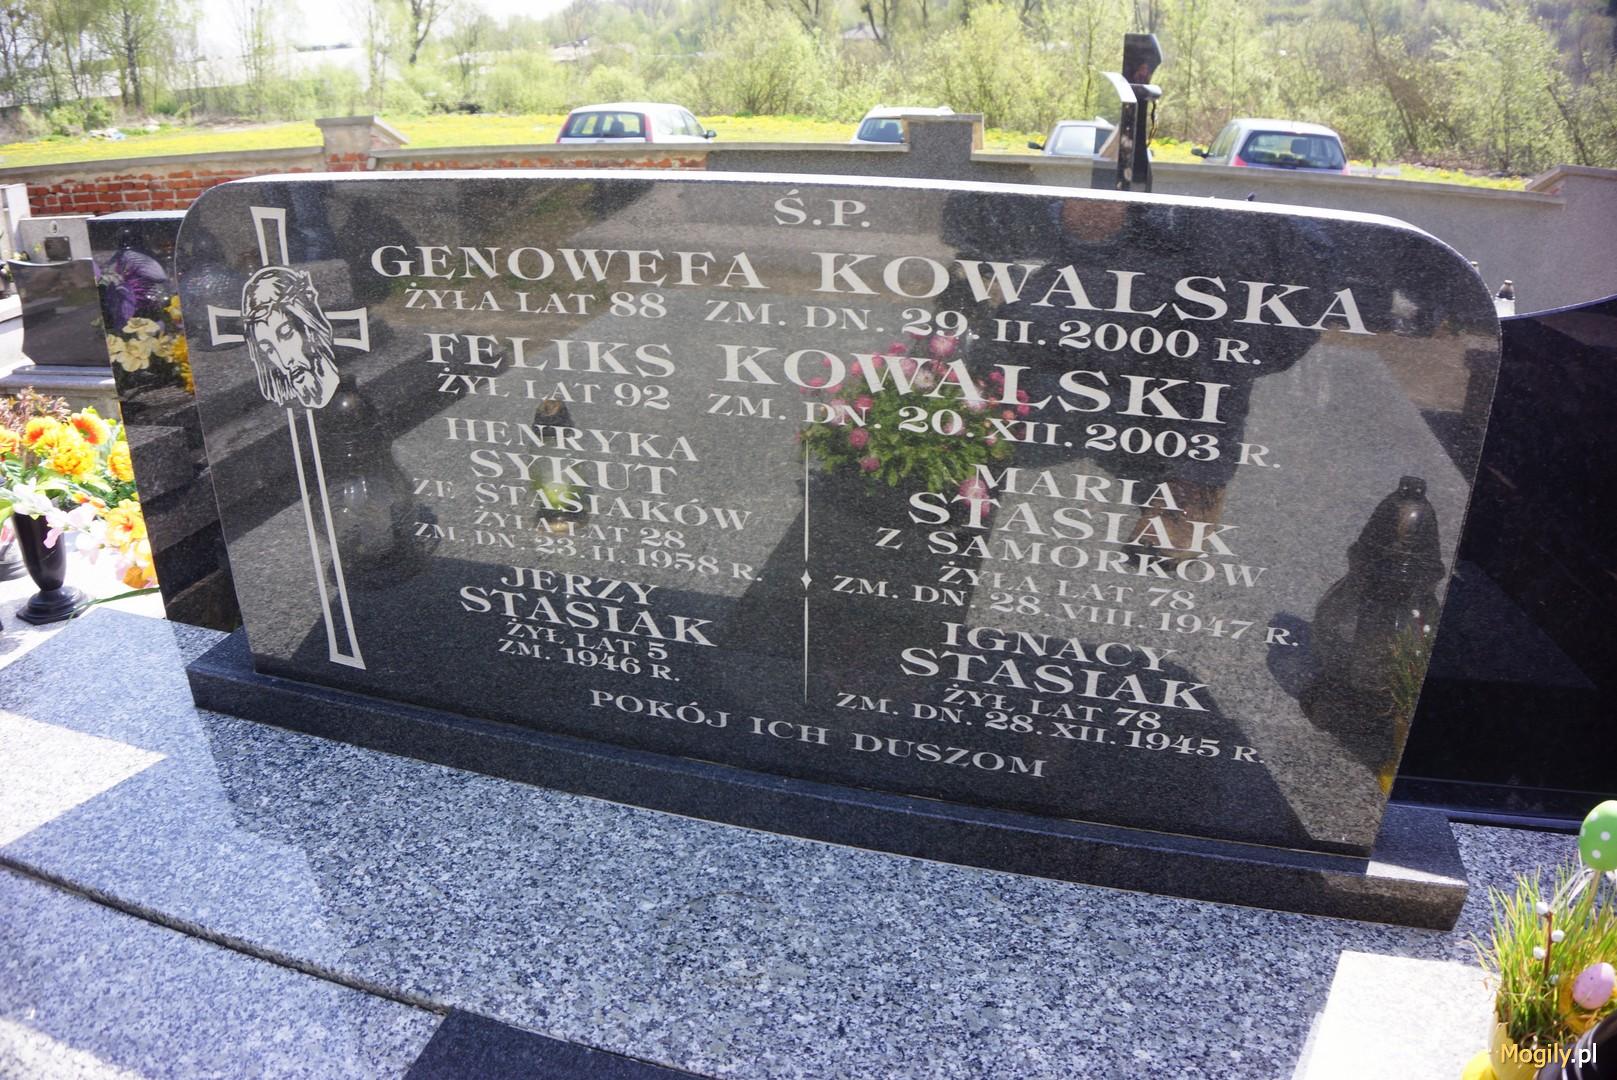 Ś.P.
GENOWEFA KOWALSKA
ŻYŁA LAT 88 ZM. DN. 29. II. 2000 R.
FELIKS KOWALSKI
ŻYŁ LAT 92 ZM. DN. 20. XII. 2003 R.
HENRYKA
SYKUT
ZE STASIAKÓW
ŻYŁA LAT 28
ZM. DN. 23. II. 1958 R.
JERZY
STASIAK
ŻYŁ LAT 5
ZM. 1946 R.
MARIA
STASIAK
Z SAMORKÓW
ŻYŁA LAT 78
ZM. DN 28. VIII. 1947 R.
IGNACY
STASIAK
ŻYŁ LAT 78
ZM. DN. 28. XII. 1945 R.
POKÓJ ICH DUSZOM
Mogily.pl